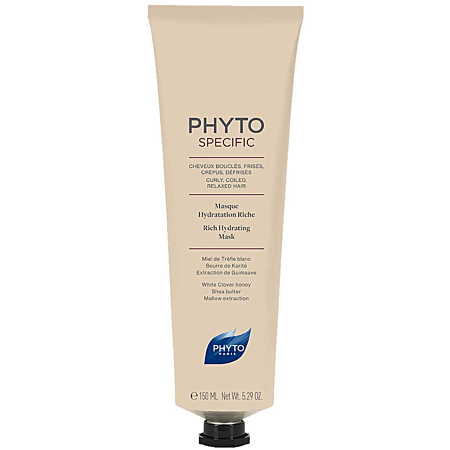 PHYTO
SPECIFIC
CHEVEUX BOUCLÉS, FRISÉS,
CRÉPUS, DÉFRISÉS
CURLY, COILED,
RELAXED HAIR
Masque
Hydratation Riche
Rich Hydrating
Mask
Miel de Trèfle blanc
Beurre de Karité
Extraction de Guimauve
White Clover honey
Shea butter
Mallow extraction
PHYTO
PARIS
℮ 150 ML Net Wt. 5.29 OZ.